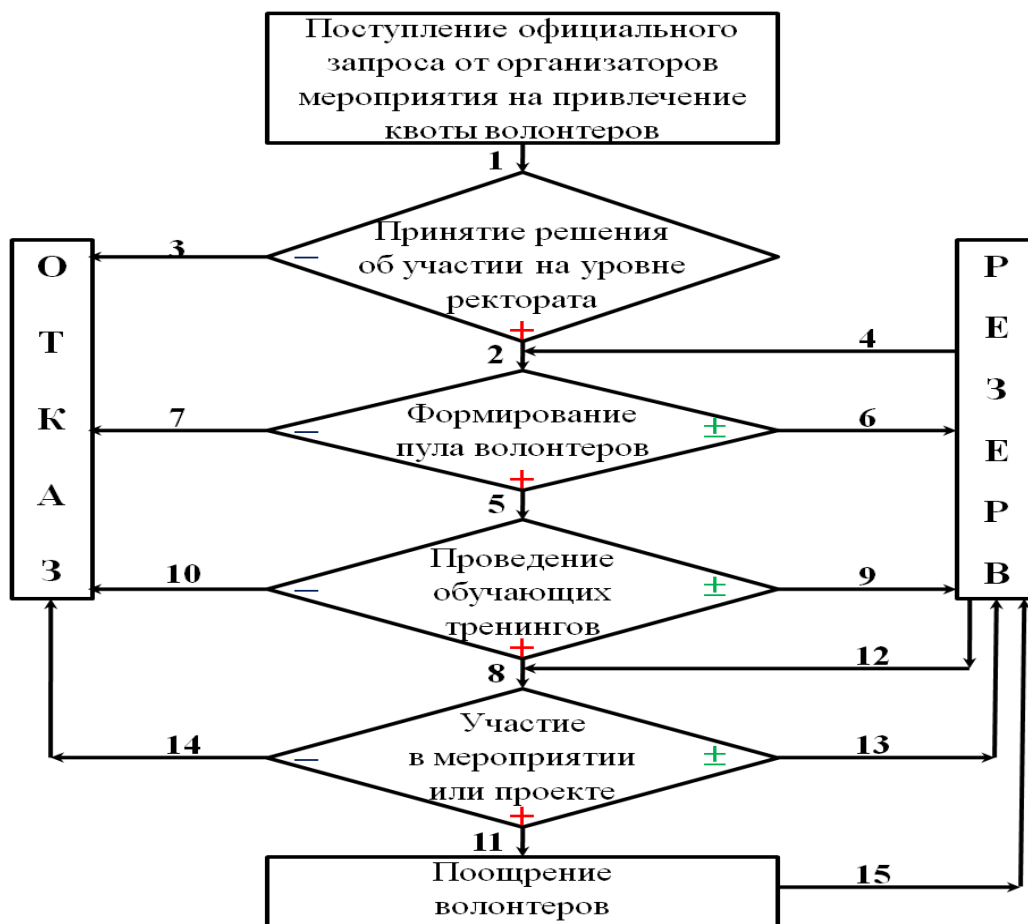 Поступление официального
запроса от организаторов
мероприятия на привлечение
квоты волонтеров
1
Принятие решения
об участии на уровне
ректората
3
–
+
2
4
ОТКАЗ
РЕЗЕРВ
Формирование
пула волонтеров
7
–
±
6
+
5
Проведение
обучающих
тренингов
10
–
±
9
+
8
12
Участие
в мероприятии
или проекте
14
–
±
13
+
11
Поощрение
волонтеров
15